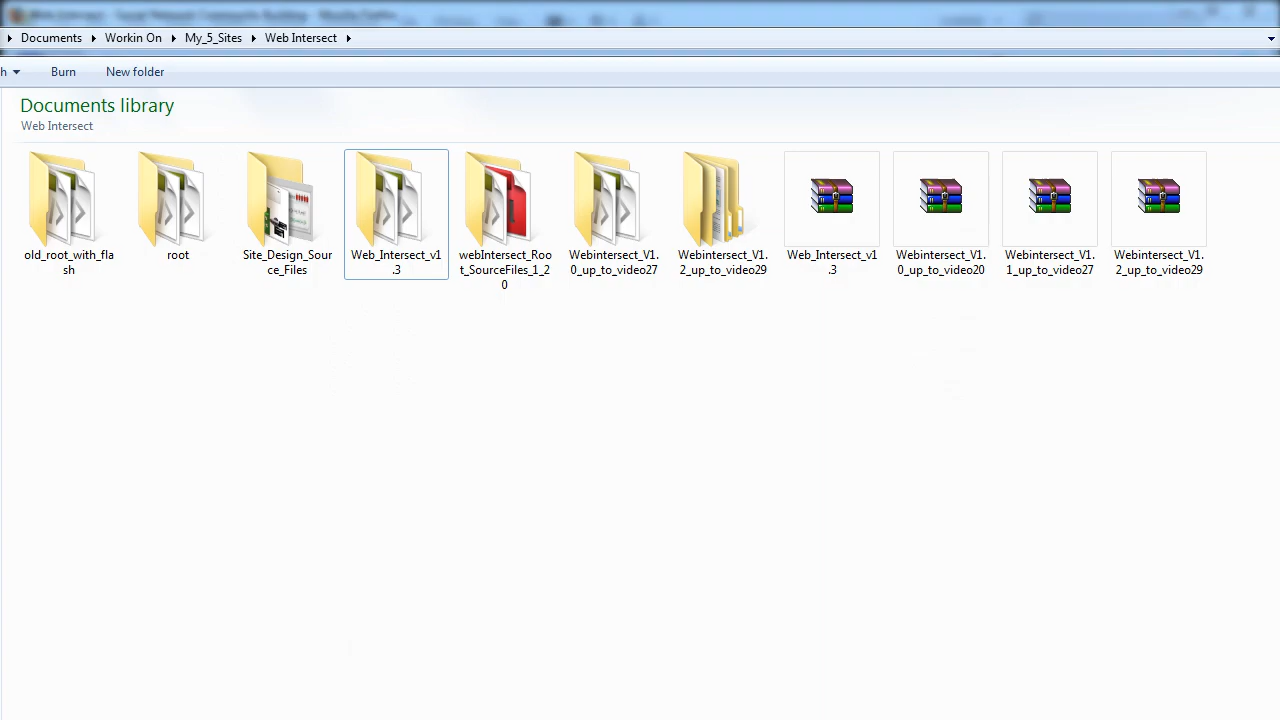 Documents Workin On My_5_Sites Web Intersect
h Burn New folder
Documents library
Web Intersect
old_root_with_fla
sh
root
Site_Design_Sour
ce_Files
Web_Intersect_v1
.3
webIntersect_Roo
t_SourceFiles_1_2
0
Webintersect_V1.
0_up_to_video27
Webintersect_V1.
2_up_to_video29
Web_Intersect_v1
.3
Webintersect_V1.
0_up_to_video20
Webintersect_V1.
1_up_to_video27
Webintersect_V1.
2_up_to_video29